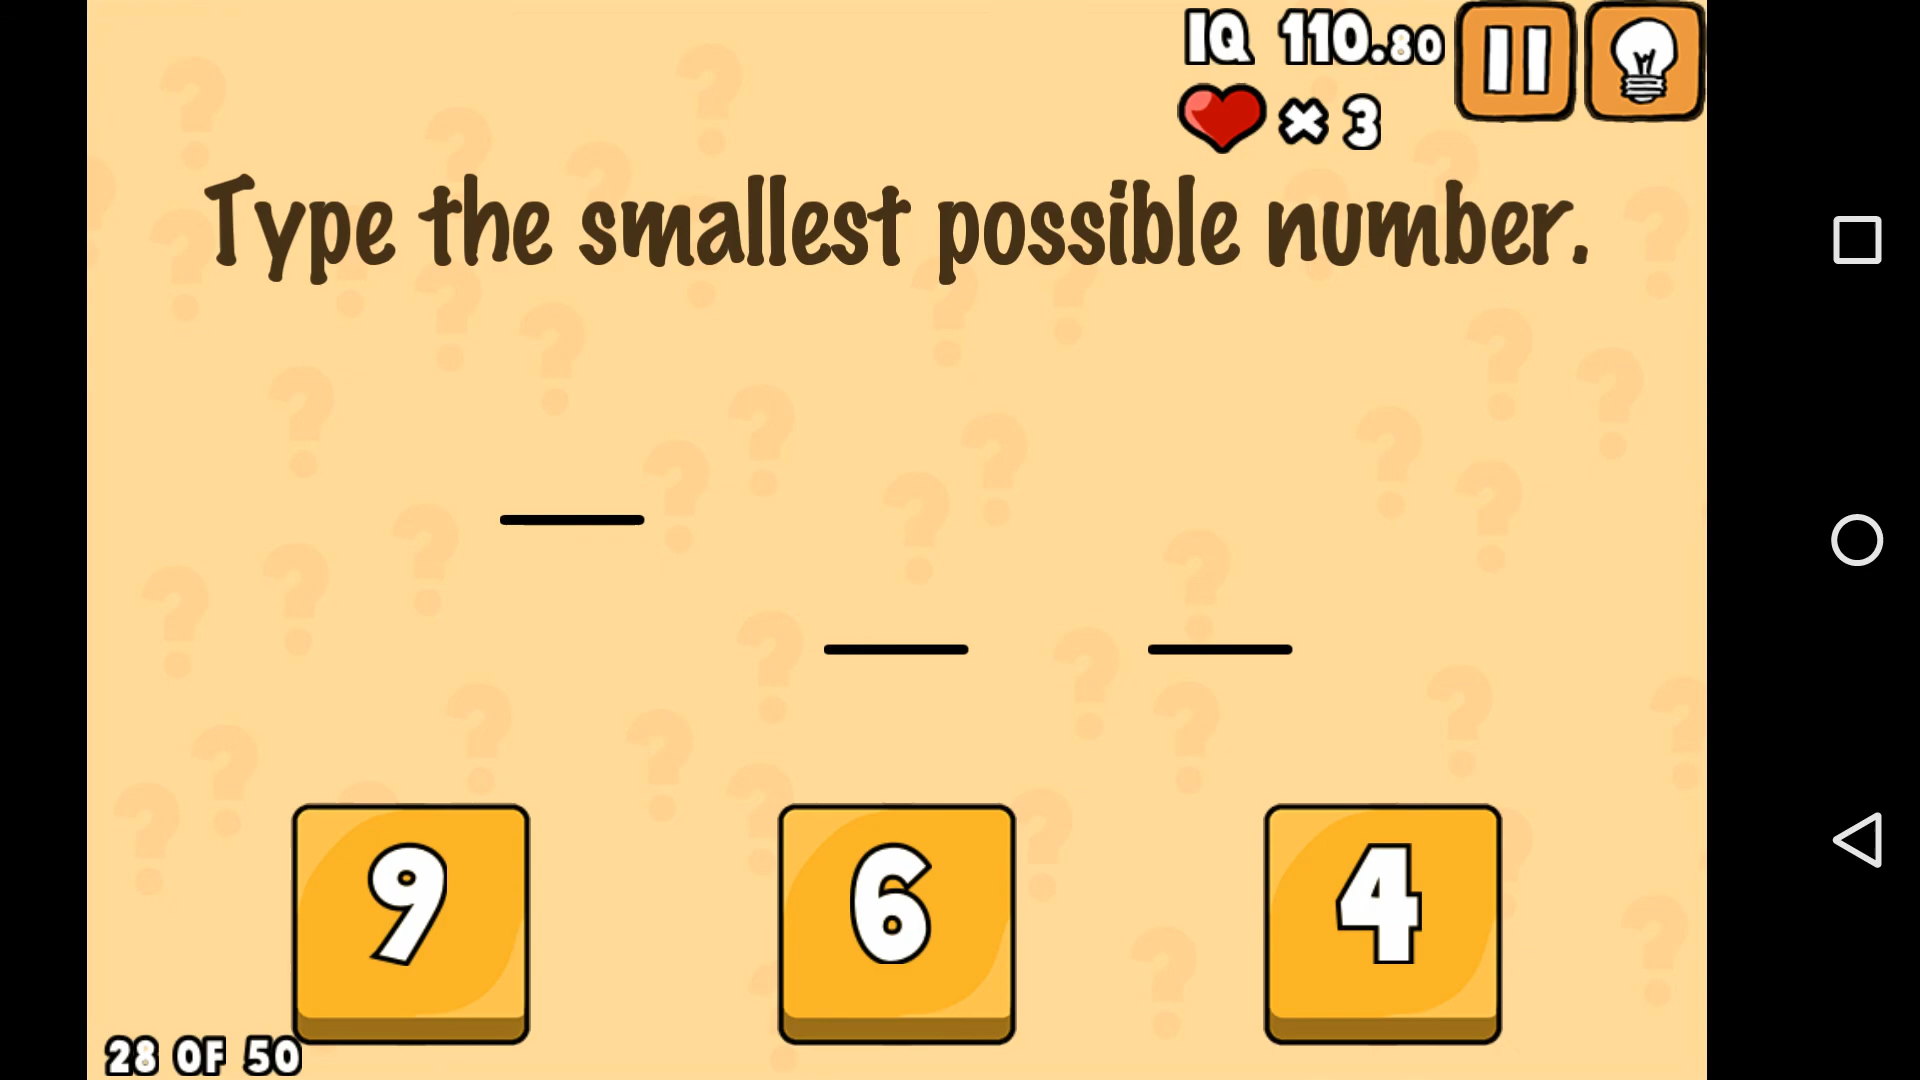 IQ 110.80
× 3
Type the smallest possible number.
9 6 4
28 OF 50